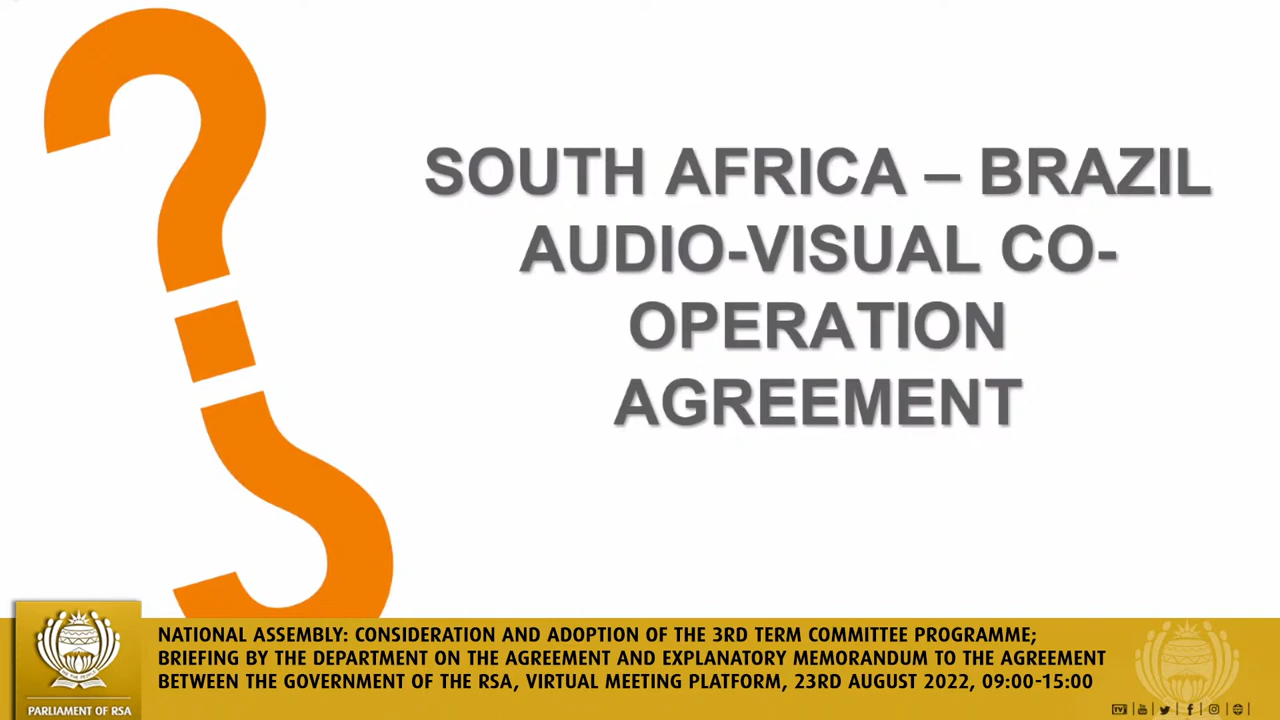 SOUTH AFRICA – BRAZIL
AUDIO-VISUAL CO-
OPERATION
AGREEMENT
NATIONAL ASSEMBLY: CONSIDERATION AND ADOPTION OF THE 3RD TERM COMMITTEE PROGRAMME;
BRIEFING BY THE DEPARTMENT ON THE AGREEMENT AND EXPLANATORY MEMORANDUM TO THE AGREEMENT
BETWEEN THE GOVERNMENT OF THE RSA, VIRTUAL MEETING PLATFORM, 23RD AUGUST 2022, 09:00-15:00
PARLIAMENT OF RSA